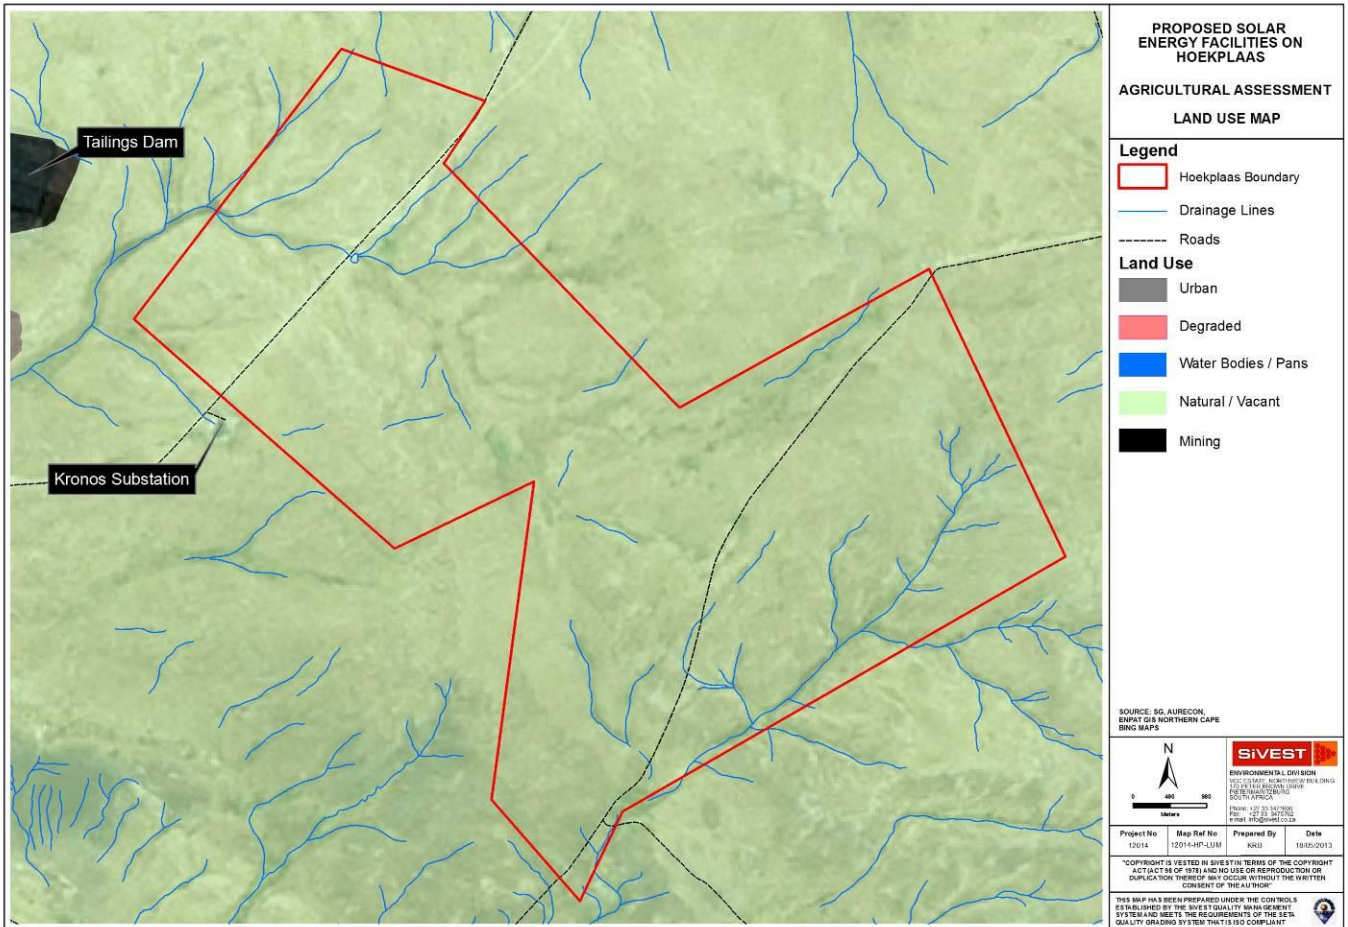 Tailings Dam
Kronos Substation
PROPOSED SOLAR
ENERGY FACILITIES ON
HOEKPLAAS
AGRICULTURAL ASSESSMENT
LAND USE MAP
Legend
Hoekplaas Boundary
Drainage Lines
Roads
Land Use
Urban
Degraded
Water Bodies / Pans
Natural / Vacant
Mining
SOURCE: SG, AURECON,
ENPAT GIS NORTHERN CAPE
BING MAPS
N
0
Meters
SiVEST
ENVIRONMENTAL DIVISION
SOUTH AFRICA
Project No
Map Ref No
Prepared By
Date
12014
12014-HP-LUM
KRB
18/05/2013
"COPYRIGHT IS VESTED IN SIVEST IN TERMS OF THE COPYRIGHT
ACT (ACT 98 OF 1978) AND NO USE OR REPRODUCTION OR
DUPLICATION THEREOF MAY OCCUR WITHOUT THE WRITTEN
CONSENT OF THE AUTHOR"
THIS MAP HAS BEEN PREPARED UNDER THE CONTROLS
ESTABLISHED BY THE SIVEST QUALITY MANAGEMENT
SYSTEM AND MEETS THE REQUIREMENTS OF THE SETA
QUALITY GRADING SYSTEM THAT IS ISO COMPLIANT